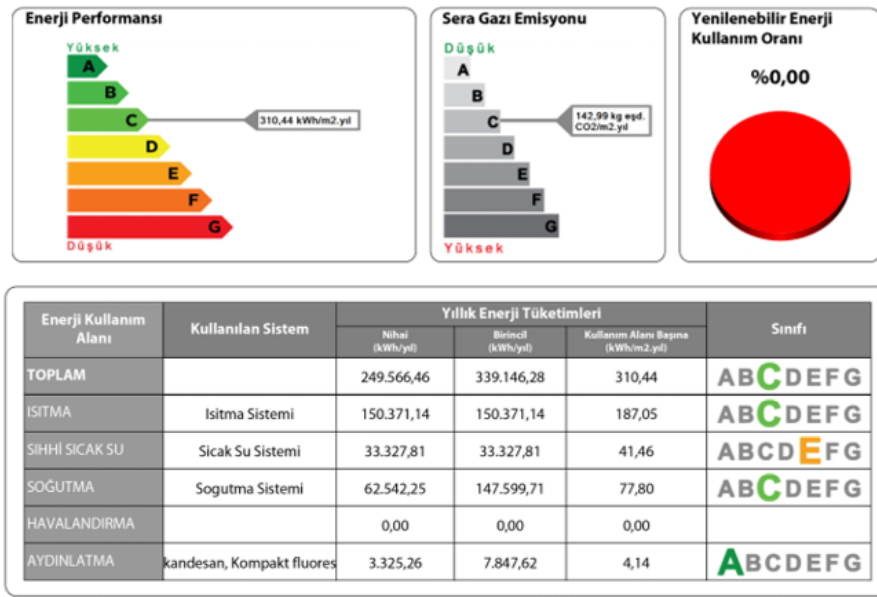 Enerji Performansı
Yüksek
A
B
C
310,44 kWh/m2.yıl
D
E
F
G
Düşük
Sera Gazı Emisyonu
Düşük
A
B
C
142,99 kg eşd.
CO2/m2.yıl
D
E
F
G
Yüksek
Yenilenebilir Enerji
Kullanım Oranı
%0,00
Enerji Kullanım
Alanı
Kullanılan Sistem
Yıllık Enerji Tüketimleri
Nihai
(kWh/yıl)
Birincil
(kWh/yıl)
Kullanım Alanı Başına
(kWh/m2.yıl)
Sınıfı
TOPLAM 249.566,46 339.146,28 310,44 ABCDEFG
ISITMA Isitma Sistemi 150.371,14 150.371,14 187,05 ABCDEFG
SIHHİ SICAK SU Sicak Su Sistemi 33.327,81 33.327,81 41,46 ABCDEFG
SOĞUTMA Sogutma Sistemi 62.542,25 147.599,71 77,80 ABCDEFG
HAVALANDIRMA 0,00 0,00 0,00
AYDINLATMA kandesan, Kompakt fluores 3.325,26 7.847,62 4,14 ABCDEFG